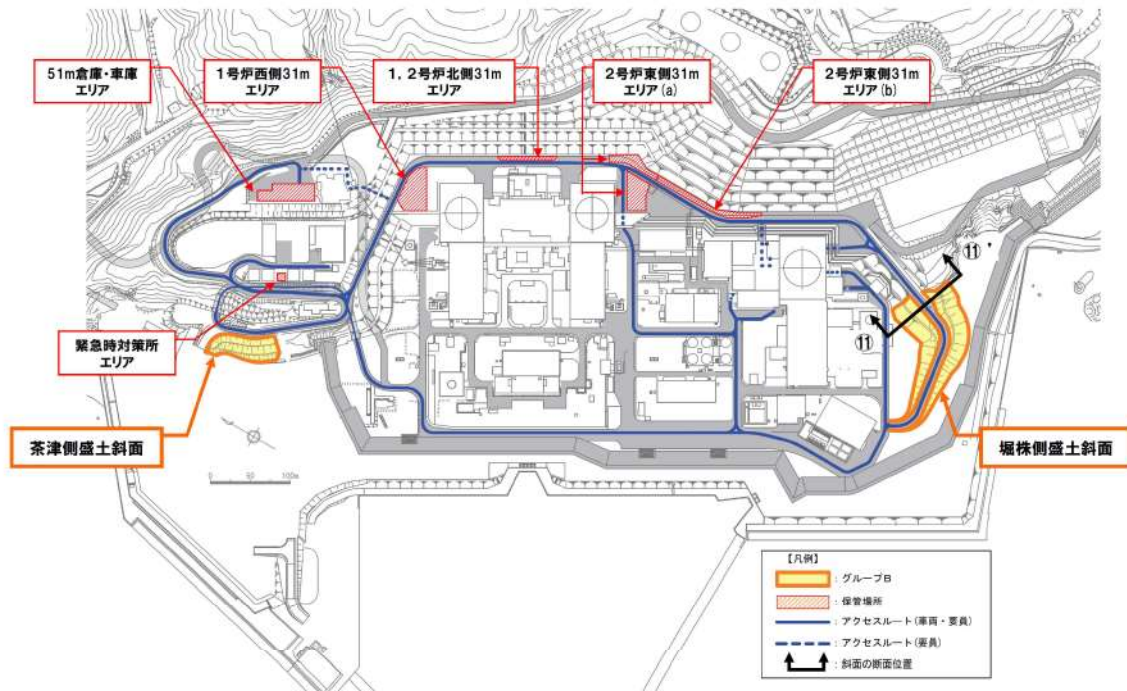 51m倉庫・車庫
エリア
1号炉西側31m
エリア
1，2号炉北側31m
エリア
2号炉東側31m
エリア(a)
2号炉東側31m
エリア(b)
緊急時対策所
エリア
茶津側盛土斜面
堀株側盛土斜面
⑪
⑪
0 50 100m
【凡例】
：グループB
：保管場所
：アクセスルート(車両・要員)
：アクセスルート(要員)
：斜面の断面位置